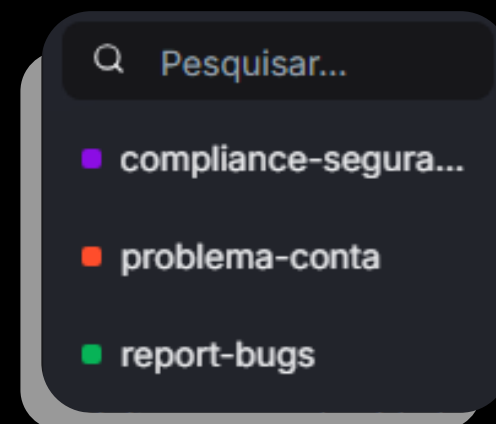 Pesquisar...
compliance-segura...
problema-conta
report-bugs